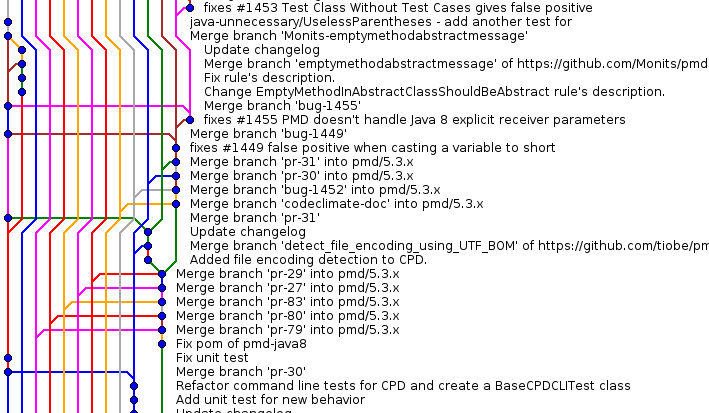 fixes #1453 Test Class Without Test Cases gives false positive
java-unnecessary/UselessParentheses - add another test for
Merge branch 'Monits-emptymethodabstractmessage'
Update changelog
Merge branch 'emptymethodabstractmessage' of https://github.com/Monits/pmd
Fix rule's description.
Change EmptyMethodInAbstractClassShouldBeAbstract rule's description.
Merge branch 'bug-1455'
fixes #1455 PMD doesn't handle Java 8 explicit receiver parameters
Merge branch 'bug-1449'
fixes #1449 false positive when casting a variable to short
Merge branch 'pr-31' into pmd/5.3.x
Merge branch 'pr-30' into pmd/5.3.x
Merge branch 'bug-1452' into pmd/5.3.x
Merge branch 'codeclimate-doc' into pmd/5.3.x
Merge branch 'pr-31'
Update changelog
Merge branch 'detect_file_encoding_using_UTF_BOM' of https://github.com/tiobe/pm
Added file encoding detection to CPD.
Merge branch 'pr-29' into pmd/5.3.x
Merge branch 'pr-27' into pmd/5.3.x
Merge branch 'pr-83' into pmd/5.3.x
Merge branch 'pr-80' into pmd/5.3.x
Merge branch 'pr-79' into pmd/5.3.x
Fix pom of pmd-java8
Fix unit test
Merge branch 'pr-30'
Refactor command line tests for CPD and create a BaseCPDCLITest class
Add unit test for new behavior
Update changelog